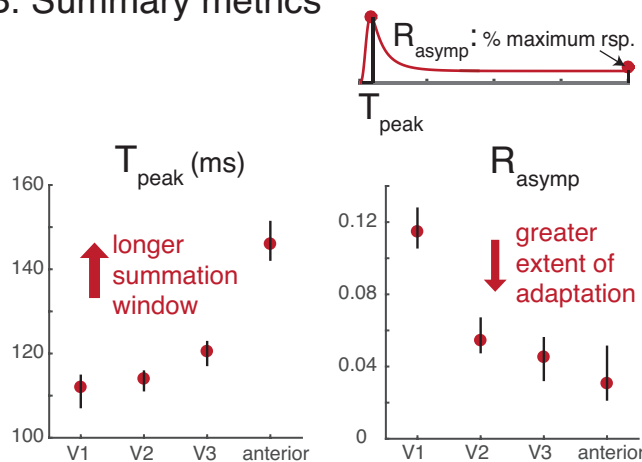 Summary metrics
R_asymp: % maximum rsp.
T_peak
T_peak (ms)
160
140
120
110
100
longer
summation
window
V1 V2 V3 anterior
R_asymp
0.12
0.08
0.04
0
greater
extent of
adaptation
V1 V2 V3 anterior